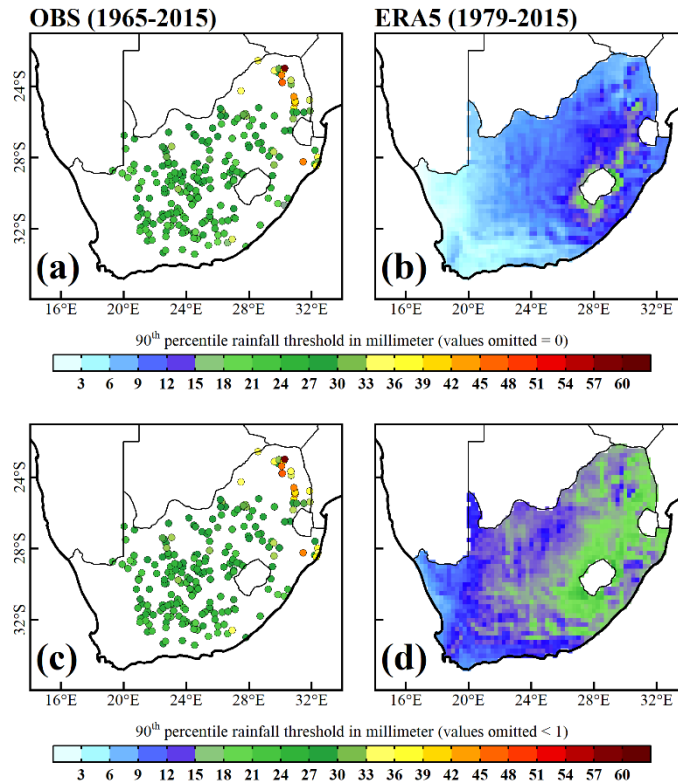 OBS (1965-2015)
ERA5 (1979-2015)
24°S
28°S
32°S
(a)
(b)
16°E 20°E 24°E 28°E 32°E
16°E 20°E 24°E 28°E 32°E
90th percentile rainfall threshold in millimeter (values omitted = 0)
3 6 9 12 15 18 21 24 27 30 33 36 39 42 45 48 51 54 57 60
24°S
28°S
32°S
(c)
(d)
16°E 20°E 24°E 28°E 32°E
16°E 20°E 24°E 28°E 32°E
90th percentile rainfall threshold in millimeter (values omitted < 1)
3 6 9 12 15 18 21 24 27 30 33 36 39 42 45 48 51 54 57 60